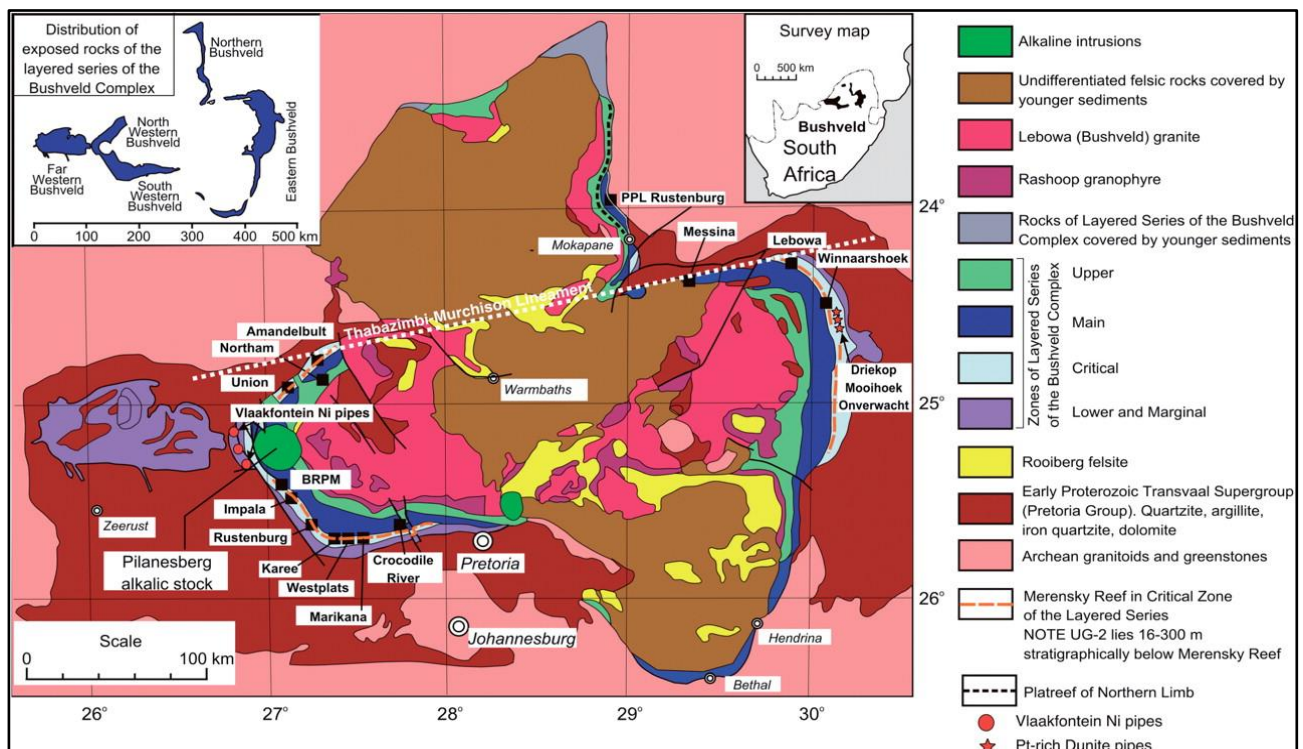 Distribution of
exposed rocks of the
layered series of the
Bushveld Complex
Northern
Bushveld
North
Western
Bushveld
Far
Western
Bushveld
South
Western
Bushveld
Eastern Bushveld
0 100 200 300 400 500 km
Survey map
0 500 km
Bushveld
South
Africa
24°
25°
26°
PPL Rustenburg
Mokapane
Messina
Lebowa
Winnaarshoek
Thabazimbi-Murchison Lineament
Amandelbult
Northam
Union
Warmbaths
Driekop
Mooihoek
Onverwacht
Vlaakfontein Ni pipes
BRPM
Impala
Zeerust
Rustenburg
Pilanesberg
alkalic stock
Karee
Westplats
Crocodile
River
Marikana
Pretoria
Johannesburg
Hendrina
Bethal
Scale
0 100 km
26° 27° 28° 29° 30°
Alkaline intrusions
Undifferentiated felsic rocks covered by
younger sediments
Lebowa (Bushveld) granite
Rashoop granophyre
Rocks of Layered Series of the Bushveld
Complex covered by younger sediments
Zones of Layered Series
of the Bushveld Complex
Upper
Main
Critical
Lower and Marginal
Rooiberg felsite
Early Proterozoic Transvaal Supergroup
(Pretoria Group). Quartzite, argillite,
iron quartzite, dolomite
Archean granitoids and greenstones
Merensky Reef in Critical Zone
of the Layered Series
NOTE UG-2 lies 16-300 m
stratigraphically below Merensky Reef
Platreef of Northern Limb
Vlaakfontein Ni pipes
Pt-rich Dunite pipes